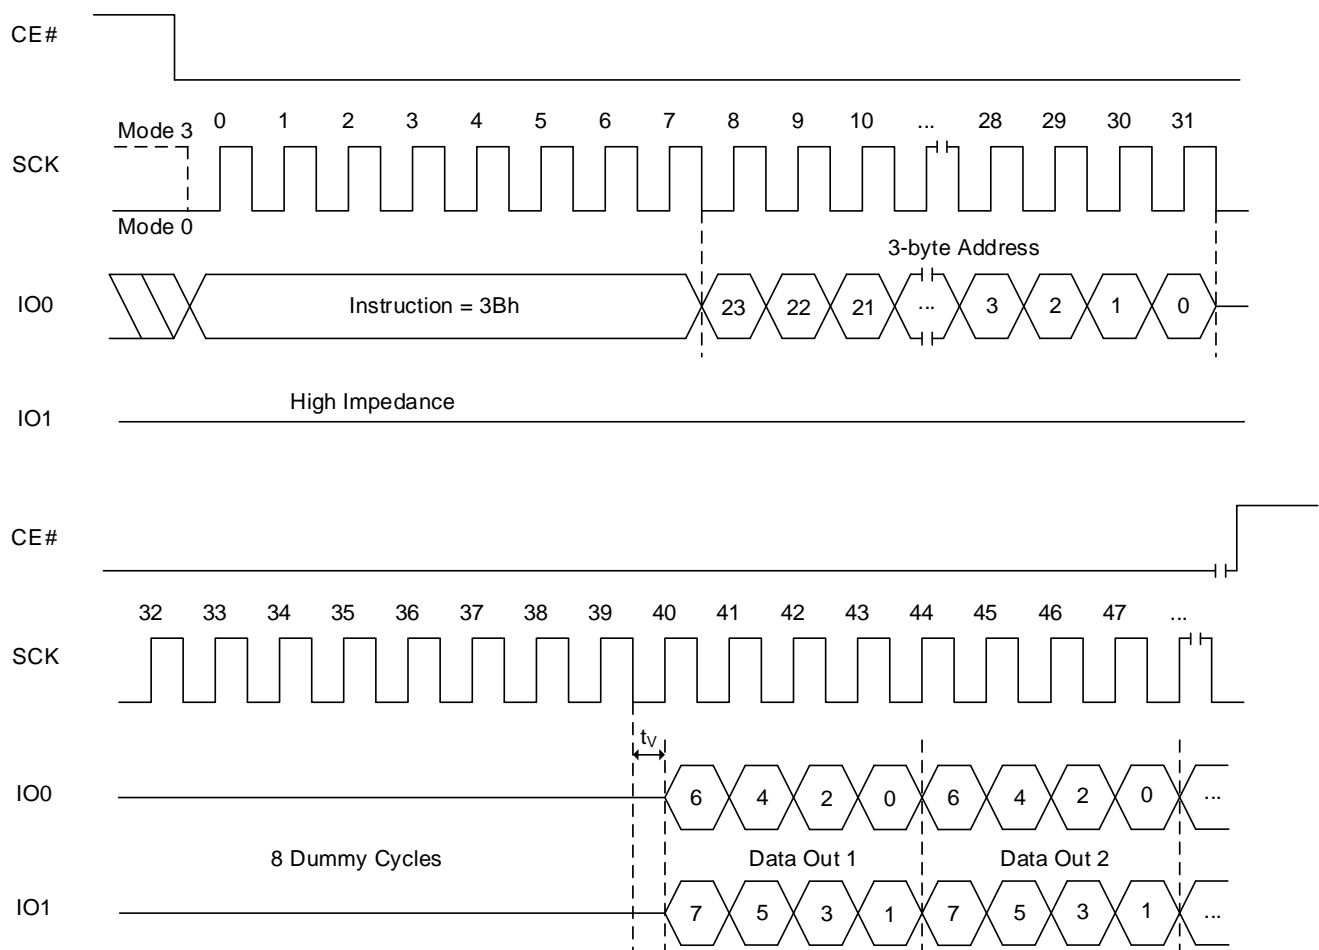 CE#
Mode 3 0 1 2 3 4 5 6 7 8 9 10 ... 28 29 30 31
SCK
Mode 0
3-byte Address
IO0 Instruction = 3Bh 23 22 21 ... 3 2 1 0
High Impedance
IO1
CE#
32 33 34 35 36 37 38 39 40 41 42 43 44 45 46 47 ...
SCK
tV
IO0 6 4 2 0 6 4 2 0 ...
8 Dummy Cycles Data Out 1 Data Out 2
IO1 7 5 3 1 7 5 3 1 ...